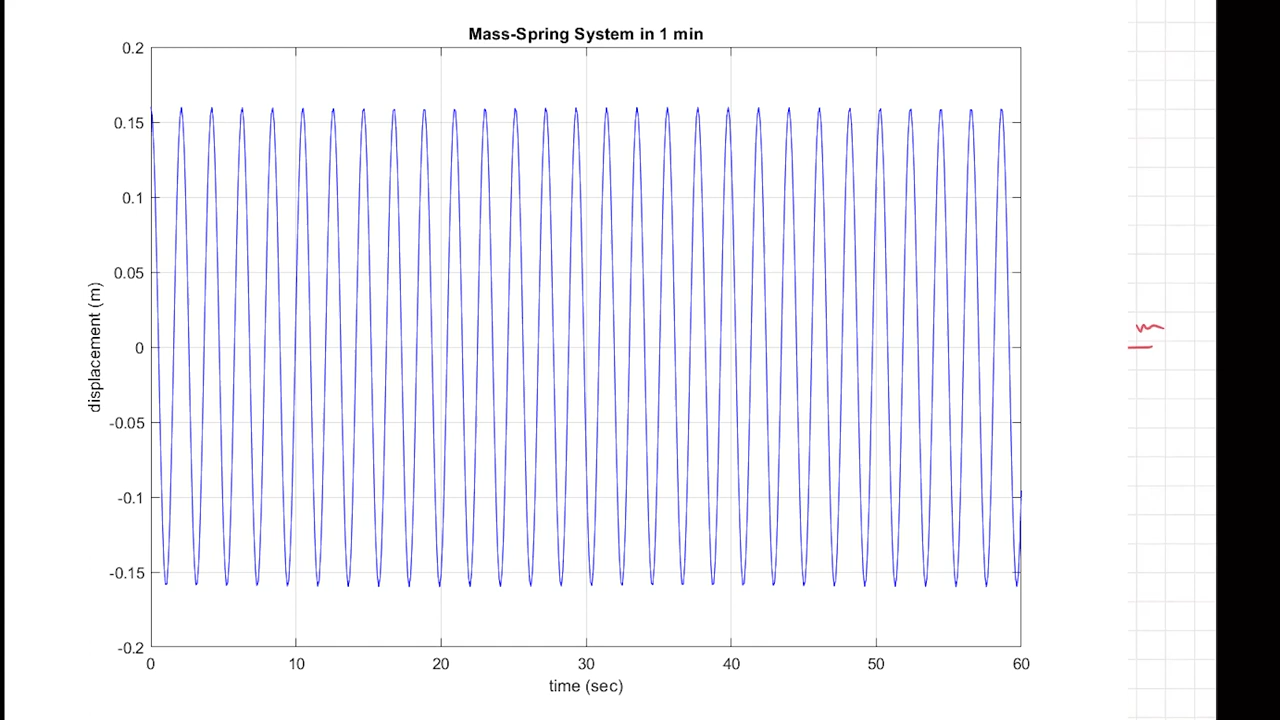 Mass-Spring System in 1 min
0.2
0.15
0.1
0.05
0
-0.05
-0.1
-0.15
-0.2
displacement (m)
0 10 20 30 40 50 60
time (sec)